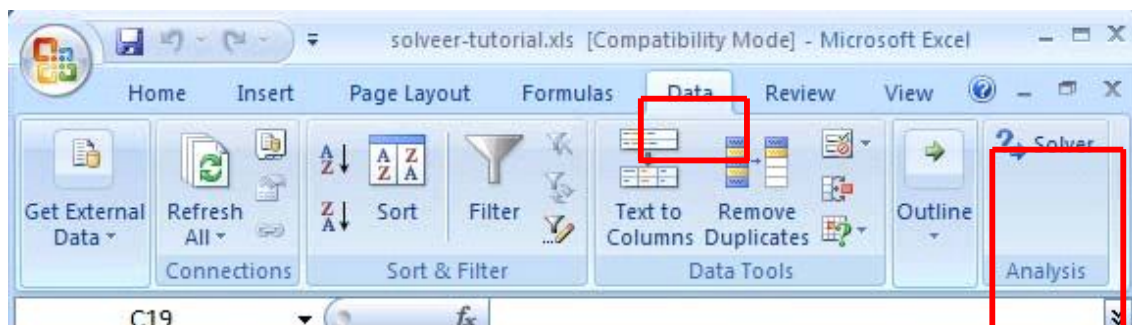 solveer-tutorial.xls [Compatibility Mode] - Microsoft Excel
Home Insert Page Layout Formulas Data Review View
Get External Data
Refresh All
A Z
Z A
A Z
Z A
Sort
Filter
Text to Columns
Remove Duplicates
Outline
Solver
Connections
Sort & Filter
Data Tools
Analysis
C19
fx